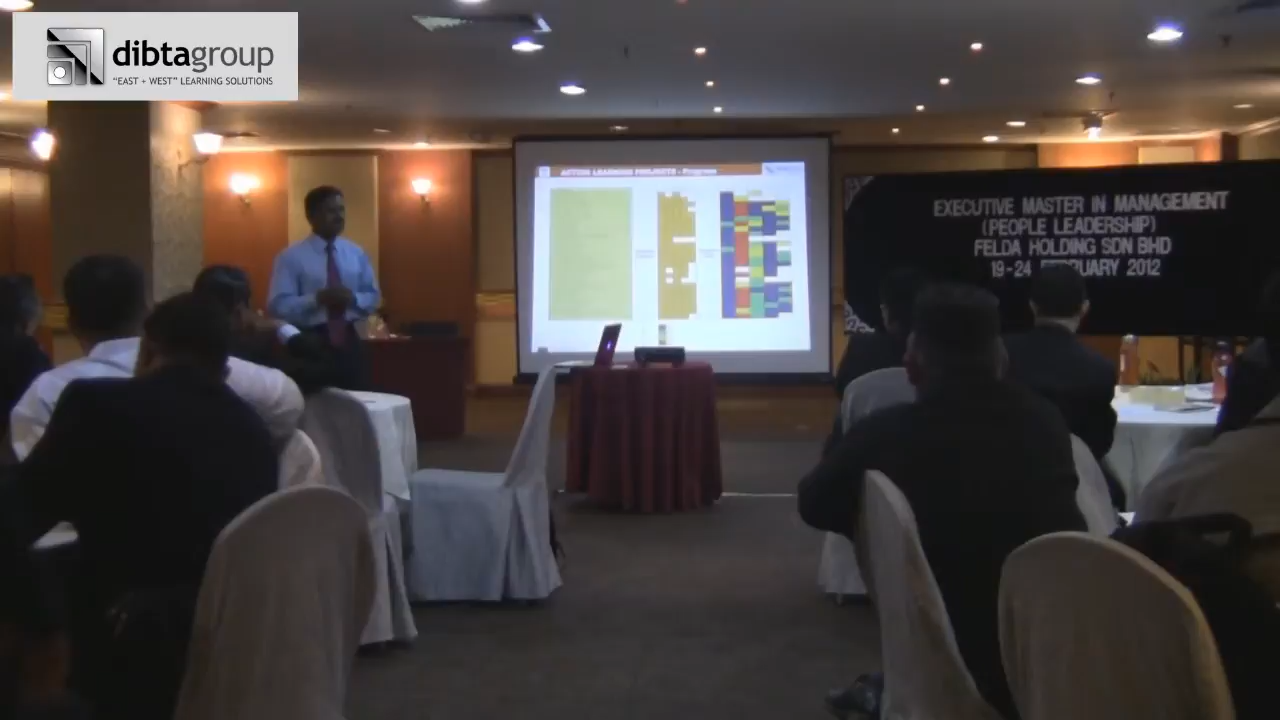 dibtagroup
"EAST + WEST" LEARNING SOLUTIONS
ACTION LEARNING PROJECTS - Progress
EXECUTIVE MASTER IN MANAGEMENT
(PEOPLE LEADERSHIP)
FELDA HOLDING SDN BHD
19-24 FEBRUARY 2012